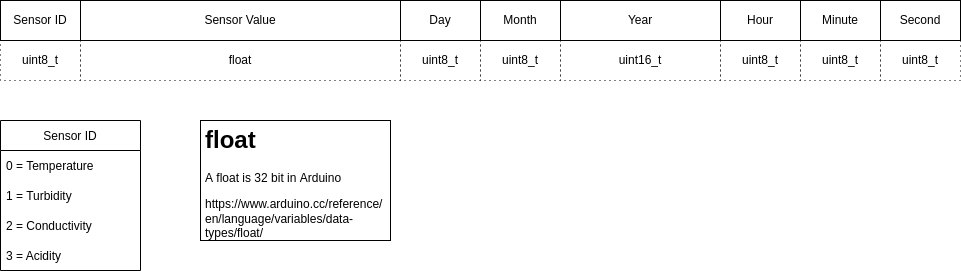 Sensor ID Sensor Value Day Month Year Hour Minute Second
uint8_t float uint8_t uint8_t uint16_t uint8_t uint8_t uint8_t
Sensor ID
0 = Temperature
1 = Turbidity
2 = Conductivity
3 = Acidity
float
A float is 32 bit in Arduino
https://www.arduino.cc/reference/
en/language/variables/data-
types/float/